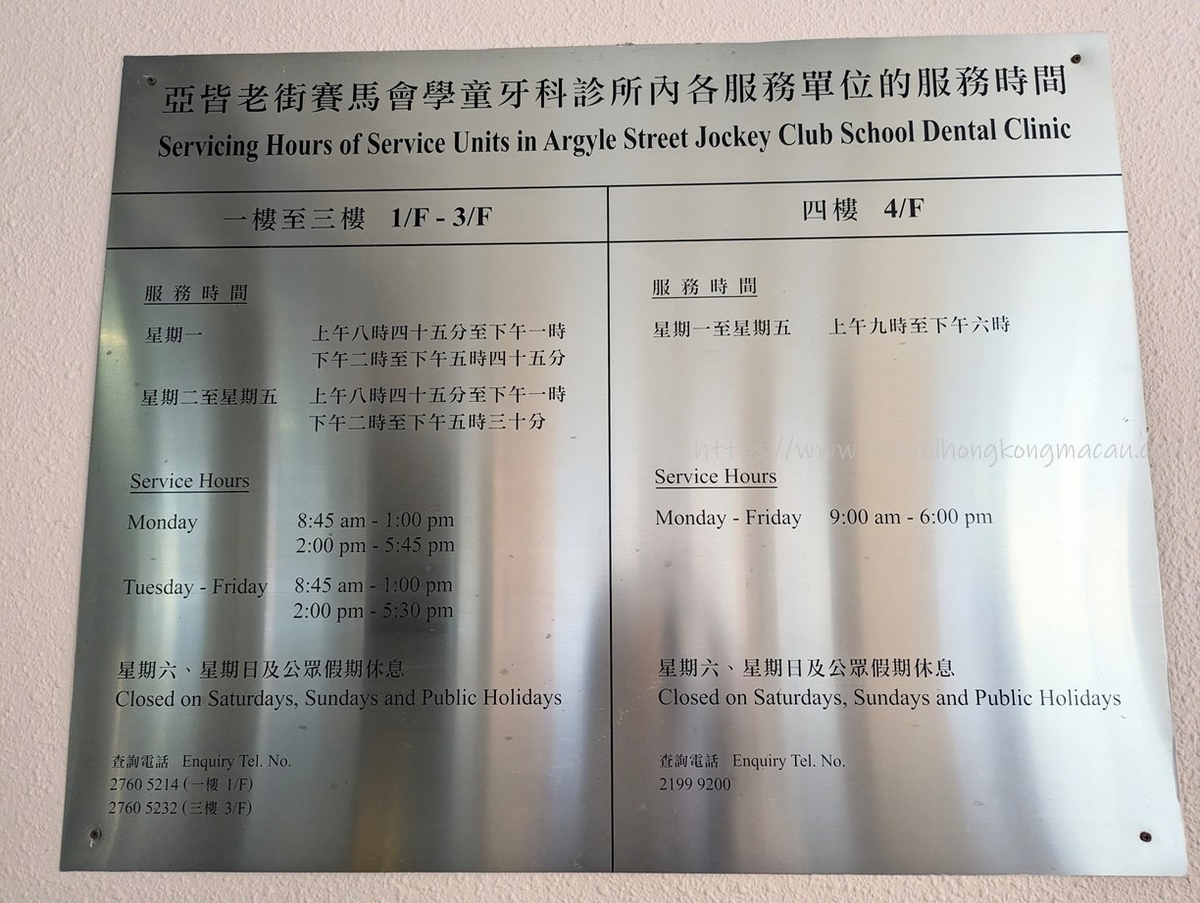 亞皆老街賽馬會學童牙科診所內各服務單位的服務時間
Servicing Hours of Service Units in Argyle Street Jockey Club School Dental Clinic
一樓至三樓 1/F - 3/F
服務時間
星期一 上午八時四十五分至下午一時
下午二時至下午五時四十五分
星期二至星期五 上午八時四十五分至下午一時
下午二時至下午五時三十分
Service Hours
Monday 8:45 am - 1:00 pm
2:00 pm - 5:45 pm
Tuesday - Friday 8:45 am - 1:00 pm
2:00 pm - 5:30 pm
星期六、星期日及公眾假期休息
Closed on Saturdays, Sundays and Public Holidays
查詢電話 Enquiry Tel. No.
2760 5214 (一樓 1/F)
2760 5232 (三樓 3/F)
四樓 4/F
服務時間
星期一至星期五 上午九時至下午六時
Service Hours
Monday - Friday 9:00 am - 6:00 pm
星期六、星期日及公眾假期休息
Closed on Saturdays, Sundays and Public Holidays
查詢電話 Enquiry Tel. No.
2199 9200